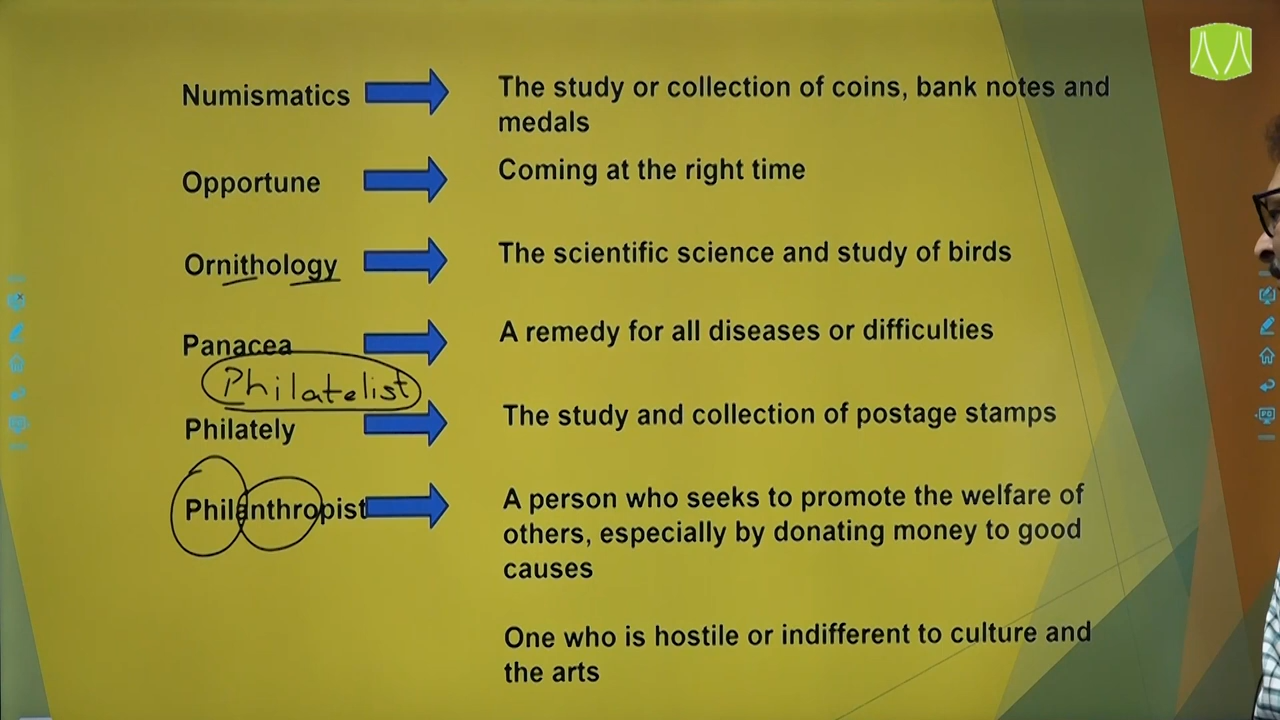 Numismatics
The study or collection of coins, bank notes and
medals
Opportune
Coming at the right time
Ornithology
The scientific science and study of birds
Panacea
A remedy for all diseases or difficulties
Philatelist
Philately
The study and collection of postage stamps
Philanthropist
A person who seeks to promote the welfare of
others, especially by donating money to good
causes
One who is hostile or indifferent to culture and
the arts